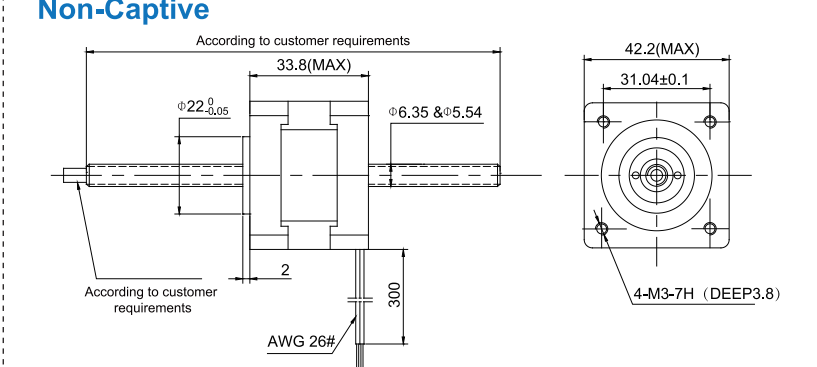 Non-Captive
According to customer requirements
33.8(MAX)
Φ22 0 -0.05
Φ6.35 &Φ5.54
42.2(MAX)
31.04±0.1
2
According to customer
requirements
300
AWG 26#
4-M3-7H（DEEP3.8）